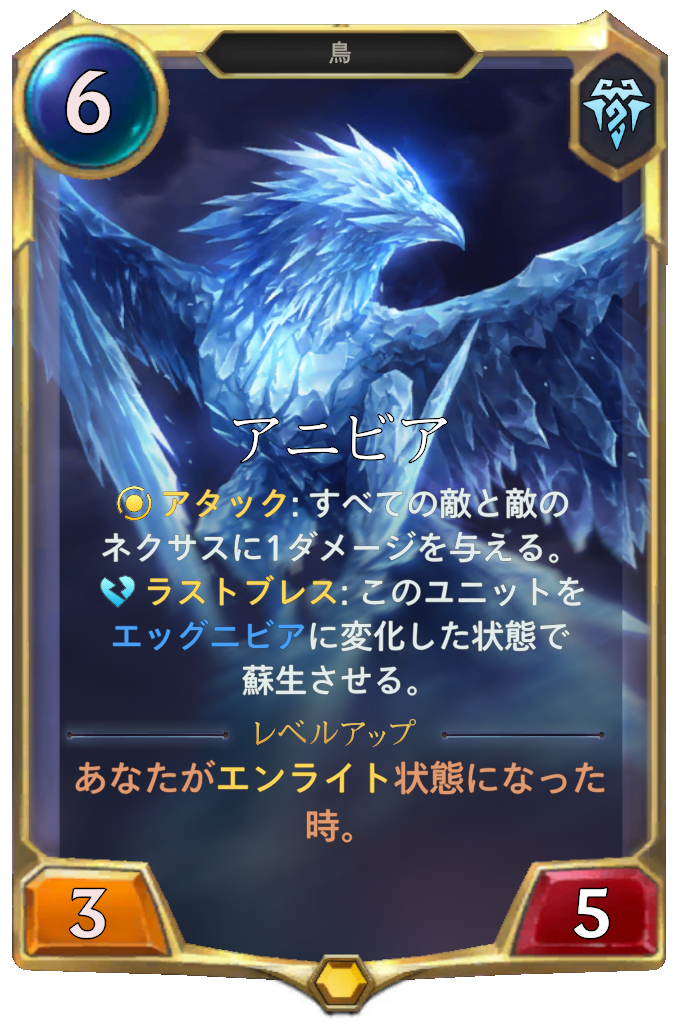 鳥
6
アニビア
アタック: すべての敵と敵の
ネクサスに1ダメージを与える。
ラストブレス: このユニットを
エッグニビアに変化した状態で
蘇生させる。
レベルアップ
あなたがエンライト状態になった
時。
3
5